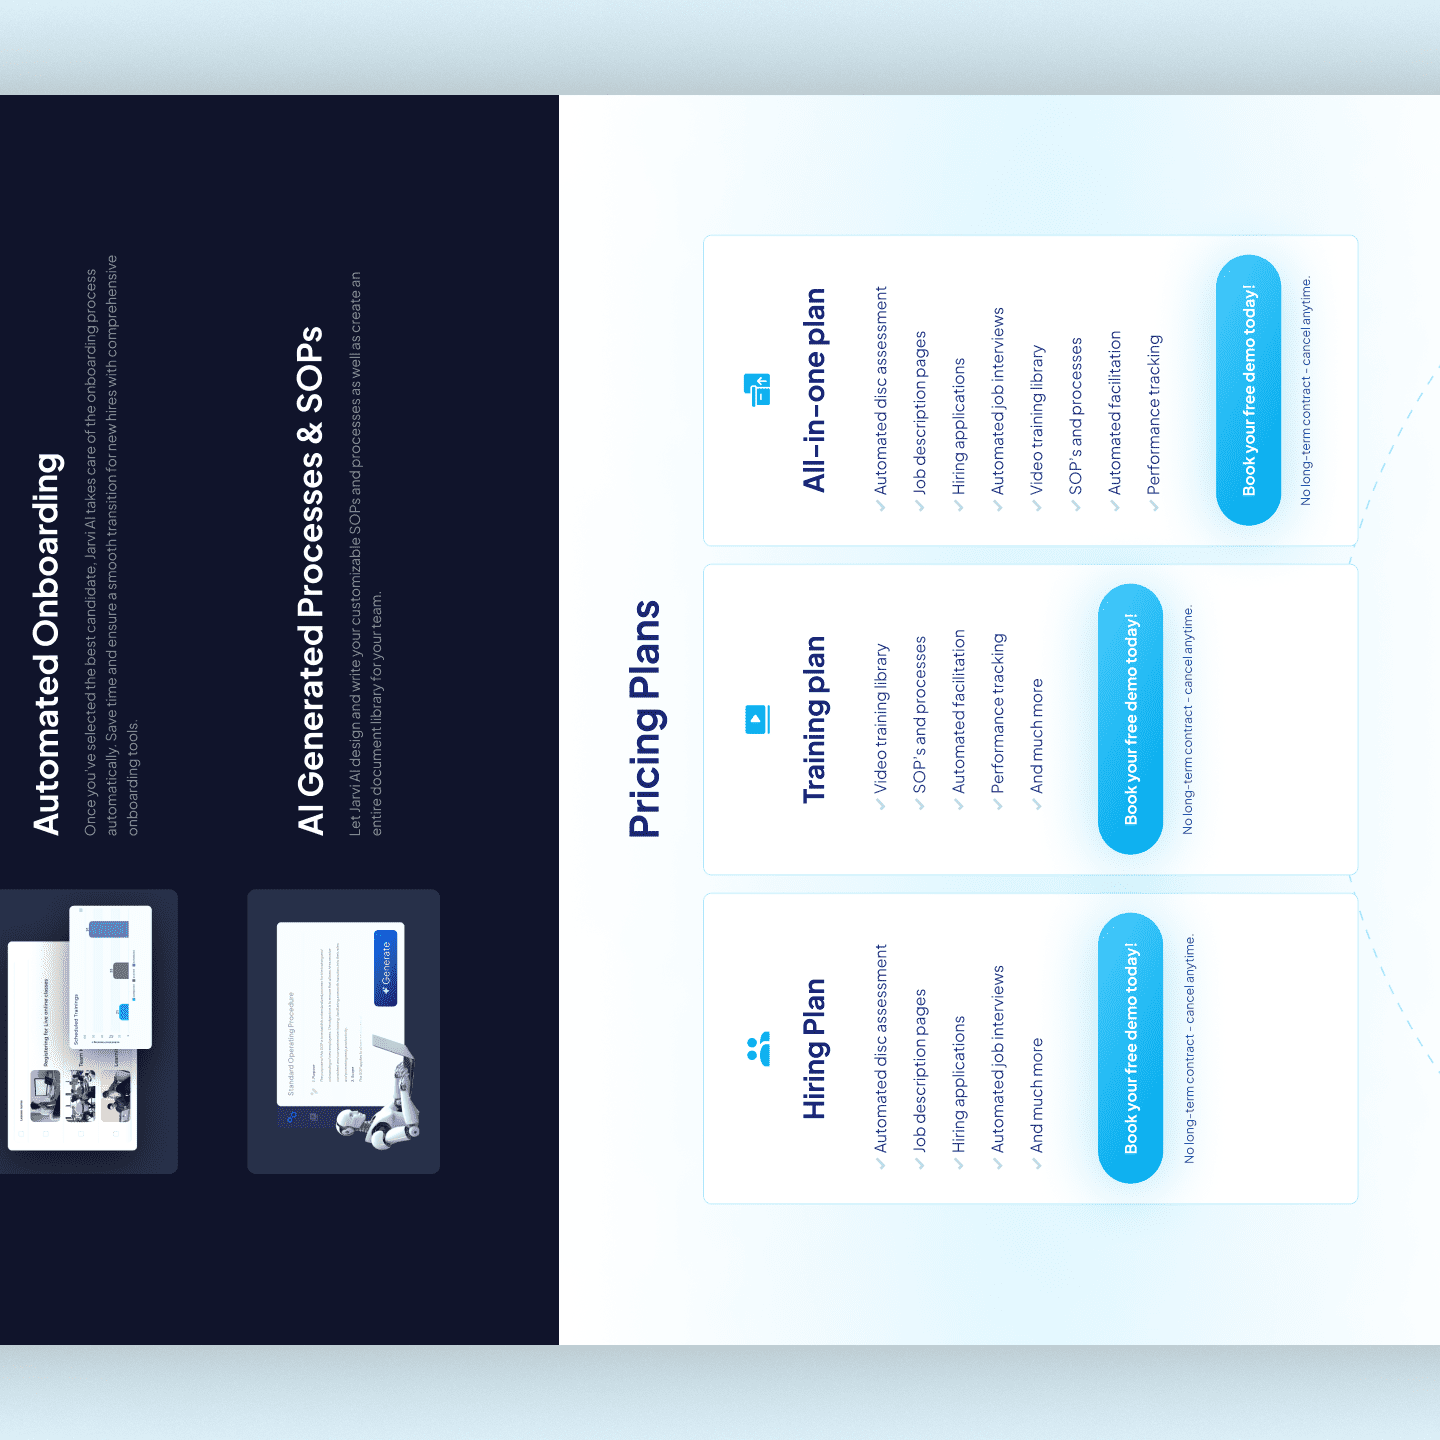 Automated Onboarding
Once you've selected the best candidate, Jarvi AI takes care of the onboarding process
automatically. Save time and ensure a smooth transition for new hires with comprehensive
onboarding tools.
Registering for Live online classes
Scheduled Trainings
AI Generated Processes & SOPs
Let Jarvi AI design and write your customizable SOPs and processes as well as create an
entire document library for your team.
Standard Operating Procedure
1. Purpose
2. Scope
Generate
Pricing Plans
Hiring Plan
Automated disc assessment
Job description pages
Hiring applications
Automated job interviews
And much more
Book your free demo today!
No long-term contract - cancel anytime.
Training plan
Video training library
SOP's and processes
Automated facilitation
Performance tracking
And much more
Book your free demo today!
No long-term contract - cancel anytime.
All-in-one plan
Automated disc assessment
Job description pages
Hiring applications
Automated job interviews
Video training library
SOP's and processes
Automated facilitation
Performance tracking
Book your free demo today!
No long-term contract - cancel anytime.